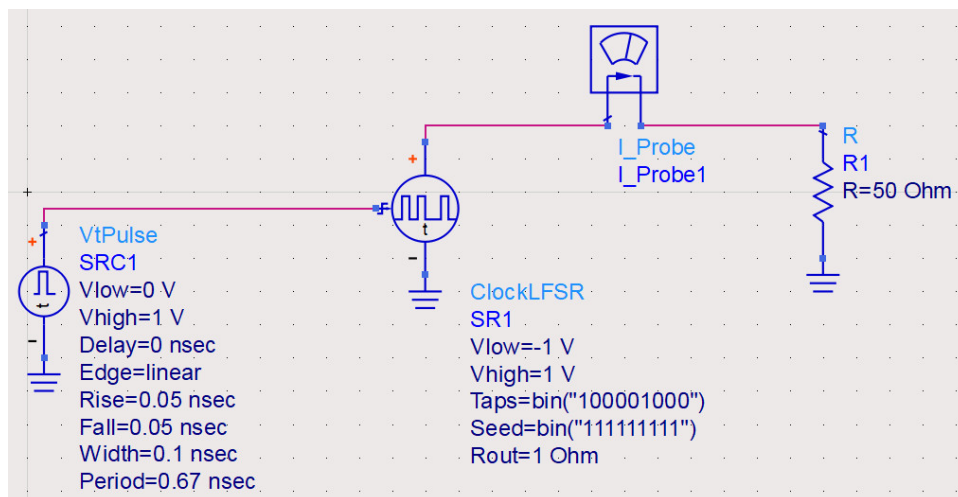 I_Probe
I_Probe1
R
R1
R=50 Ohm
+
-
t
ClockLFSR
SR1
Vlow=-1 V
Vhigh=1 V
Taps=bin("100001000")
Seed=bin("111111111")
Rout=1 Ohm
+
-
t
VtPulse
SRC1
Vlow=0 V
Vhigh=1 V
Delay=0 nsec
Edge=linear
Rise=0.05 nsec
Fall=0.05 nsec
Width=0.1 nsec
Period=0.67 nsec